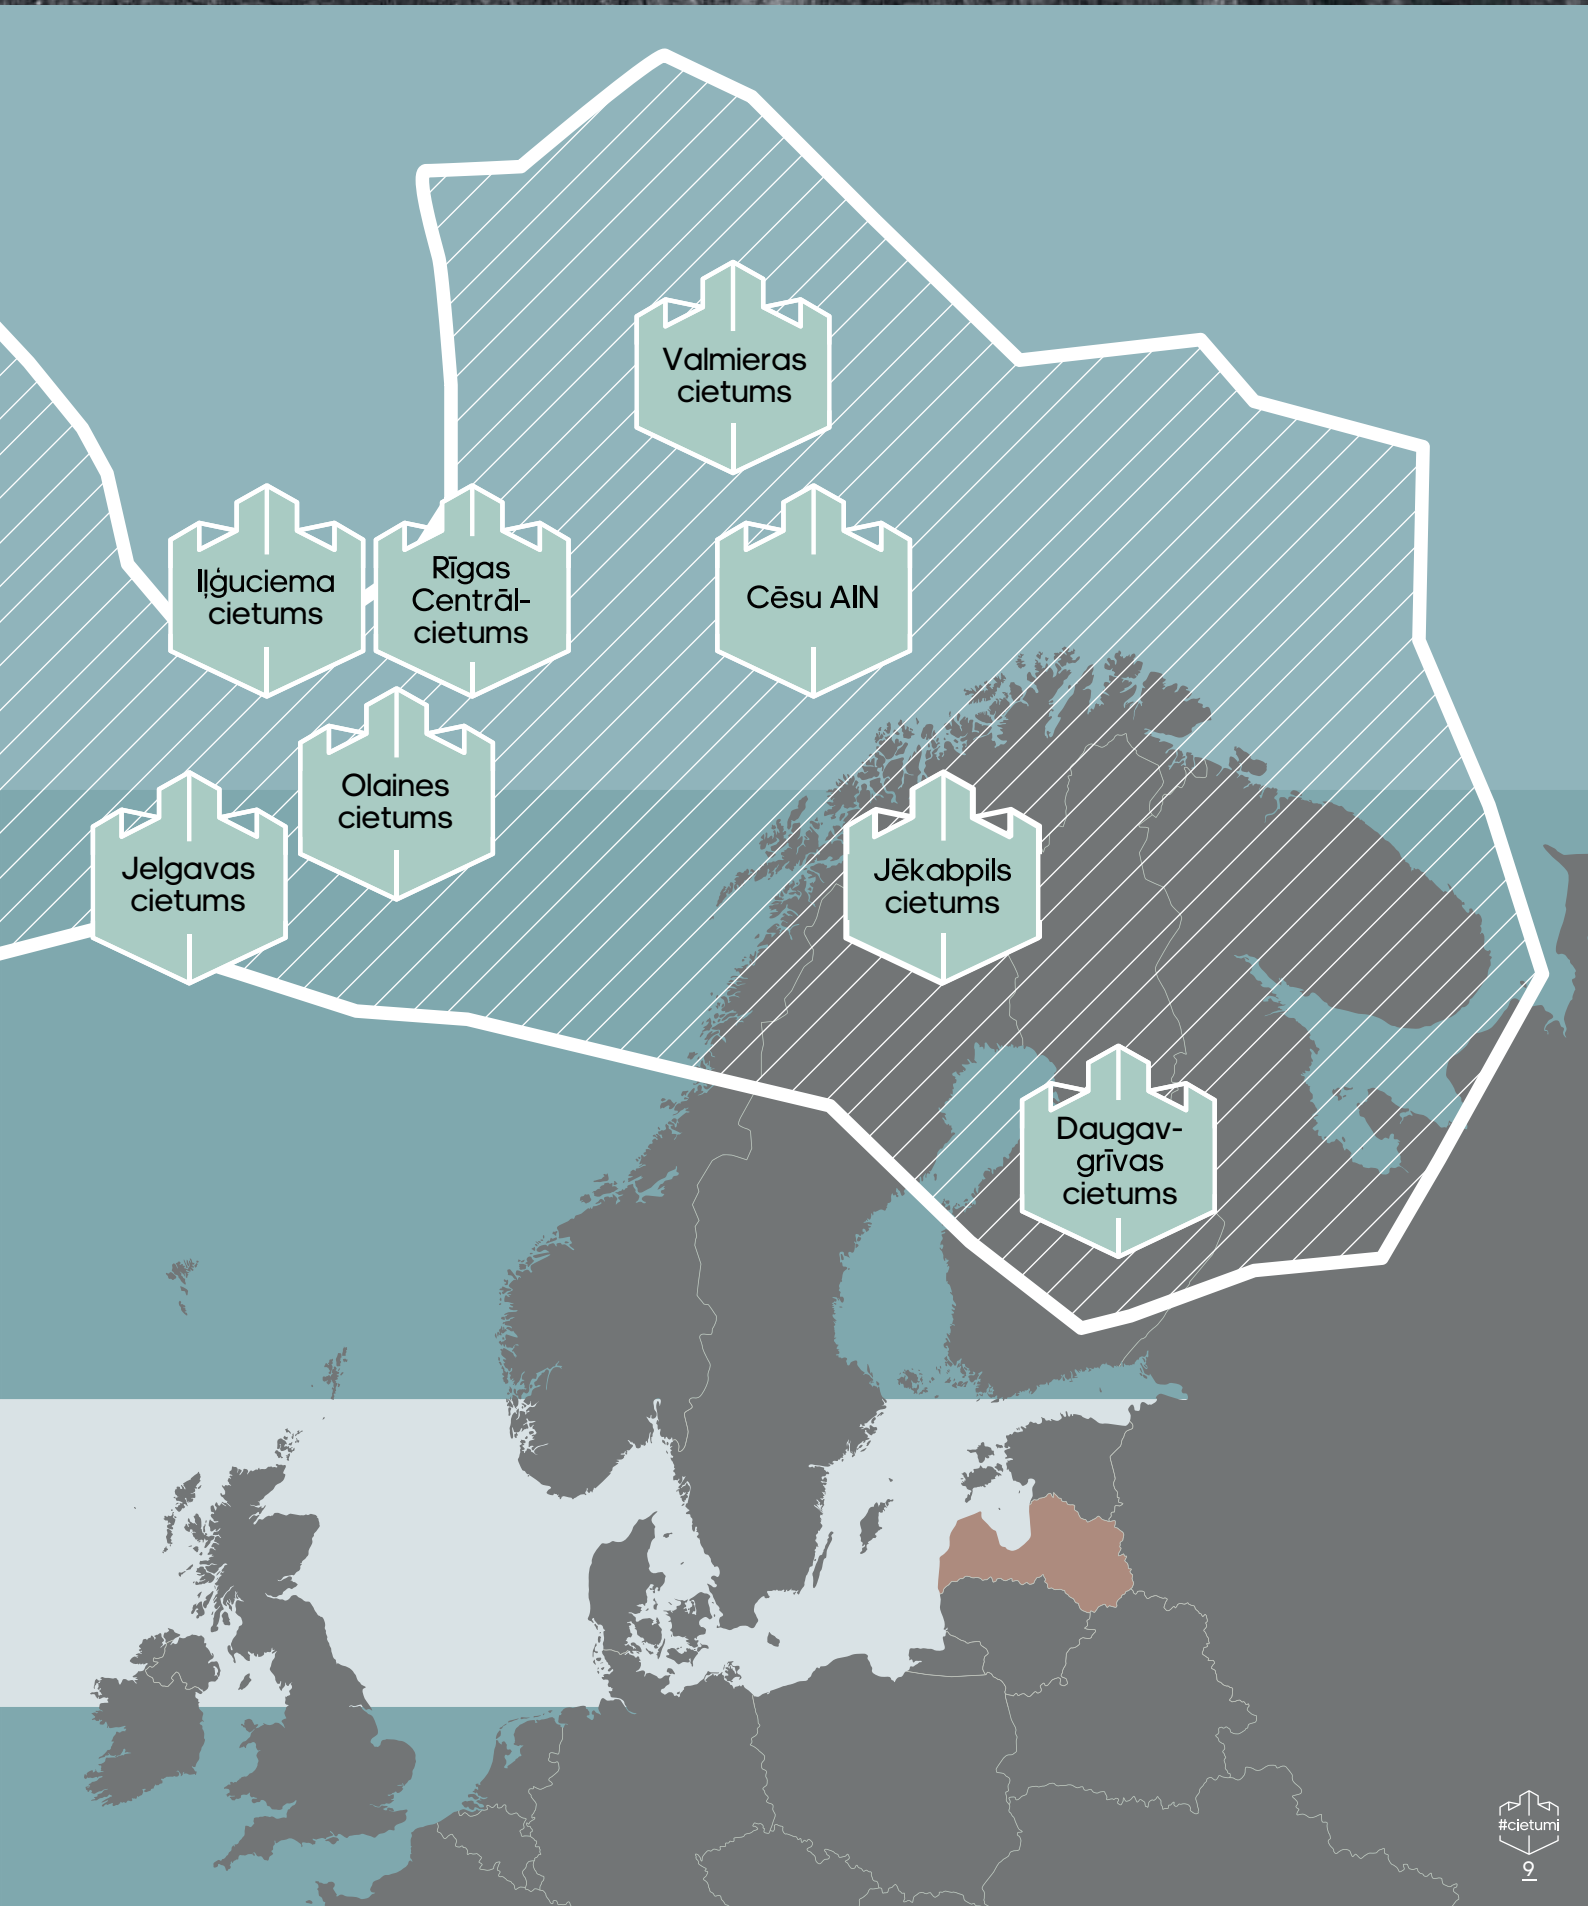 Valmieras
cietums
Iļģuciema
cietums
Rīgas
Centrāl-
cietums
Cēsu AIN
Olaines
cietums
Jelgavas
cietums
Jēkabpils
cietums
Daugav-
grīvas
cietums
#cietumi
9